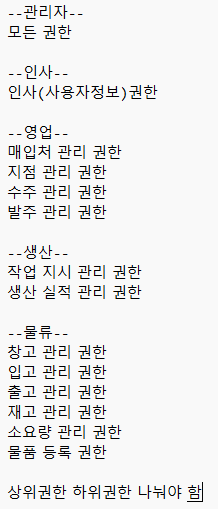 --관리자--
모든 권한
--인사--
인사(사용자정보)권한
--영업--
매입처 관리 권한
지점 관리 권한
수주 관리 권한
발주 관리 권한
--생산--
작업 지시 관리 권한
생산 실적 관리 권한
--물류--
창고 관리 권한
입고 관리 권한
출고 관리 권한
재고 관리 권한
소요량 관리 권한
물품 등록 권한
상위권한 하위권한 나눠야 함